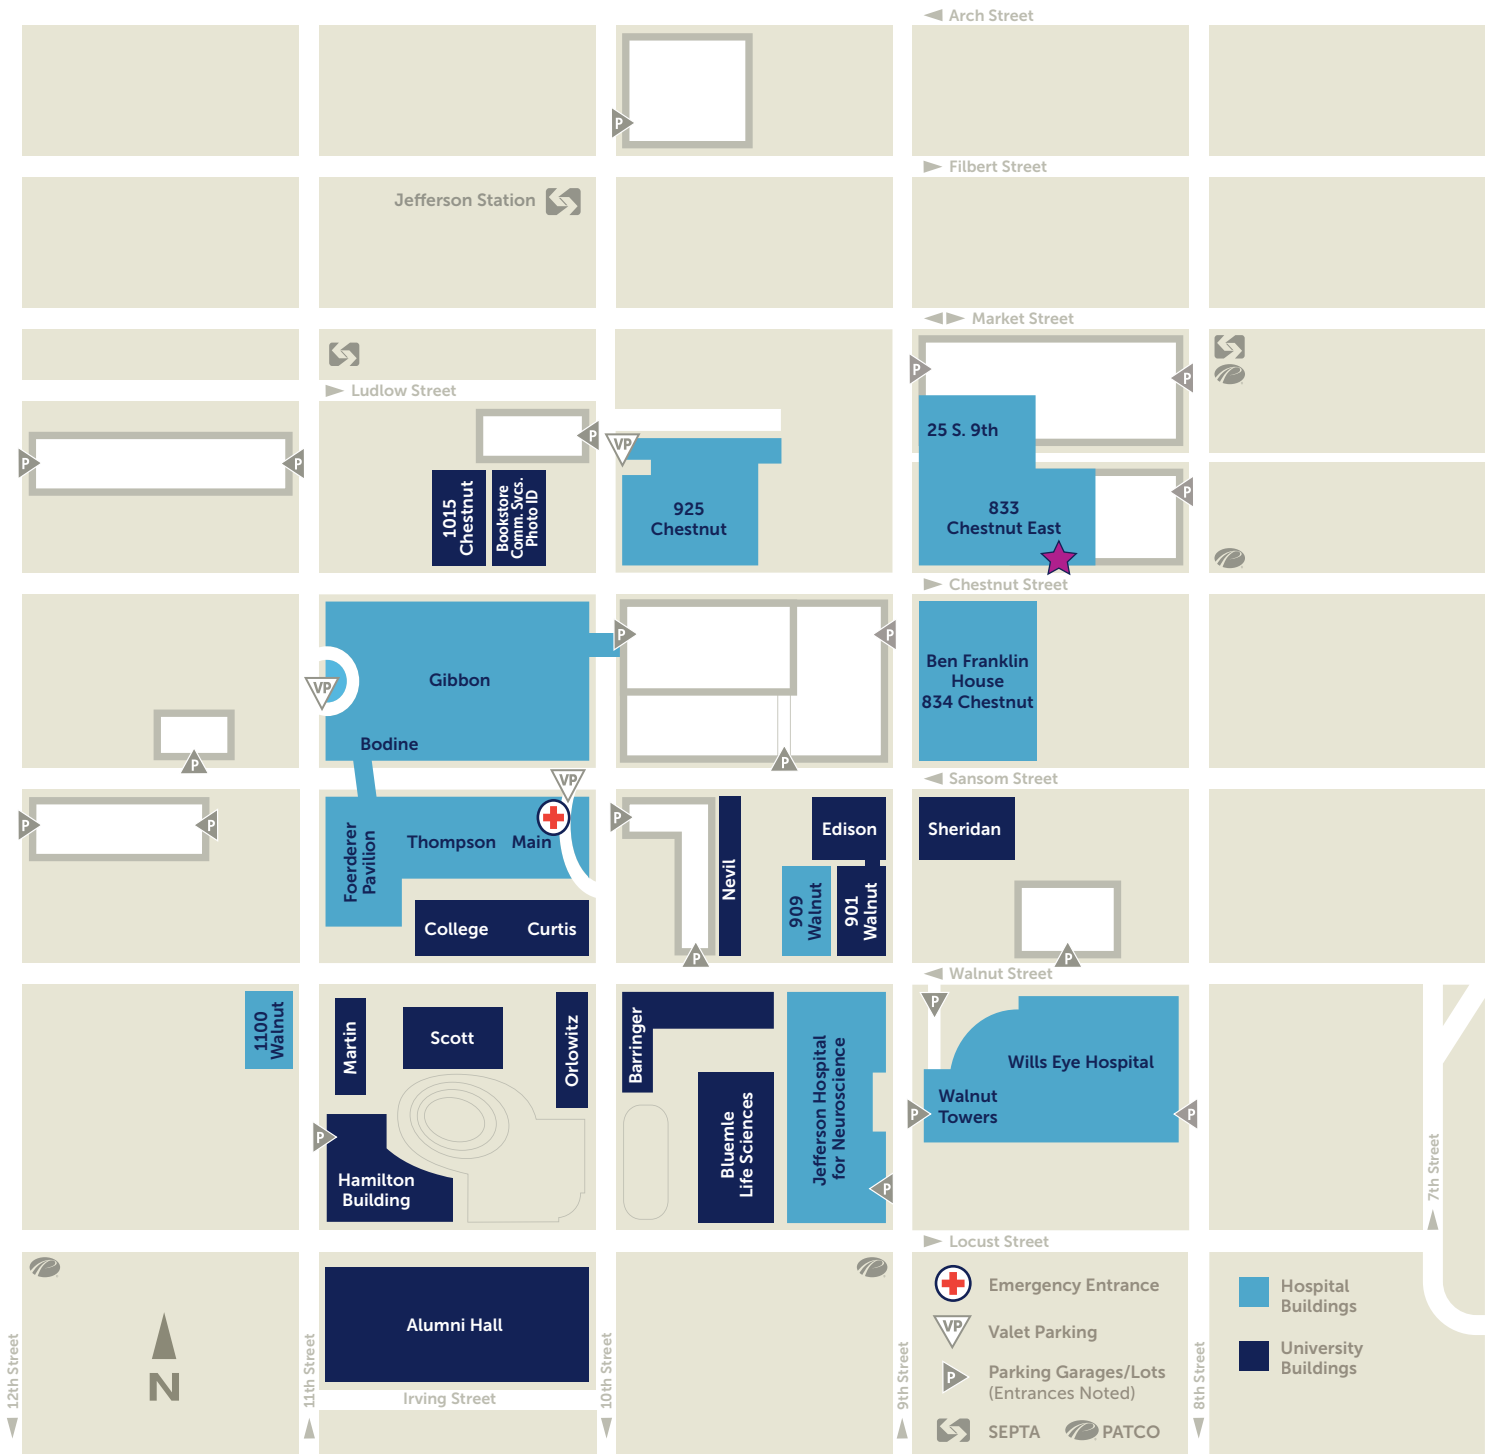 Arch Street
P
Filbert Street
Jefferson Station
Market Street
P
P
Ludlow Street
25 S. 9th
P
VP
P
P
1015
Chestnut
Bookstore
Comm. Svcs.
Photo ID
925
Chestnut
833
Chestnut East
P
Chestnut Street
P
P
Gibbon
VP
Ben Franklin
House
834 Chestnut
Bodine
P
P
Sansom Street
VP
P
P
P
Foerderer
Pavilion
Thompson
Main
Nevil
Edison
Sheridan
909
Walnut
901
Walnut
College
Curtis
P
P
Walnut Street
1100
Walnut
Martin
Scott
Orlowitz
Barringer
Jefferson Hospital
for Neuroscience
P
Wills Eye Hospital
Walnut
Towers
P
P
P
Hamilton
Building
Bluemle
Life Sciences
P
7th Street
Locust Street
Alumni Hall
Irving Street
N
12th Street
11th Street
10th Street
9th Street
8th Street
Emergency Entrance
VP
Valet Parking
P
Parking Garages/Lots
(Entrances Noted)
SEPTA
PATCO
Hospital
Buildings
University
Buildings